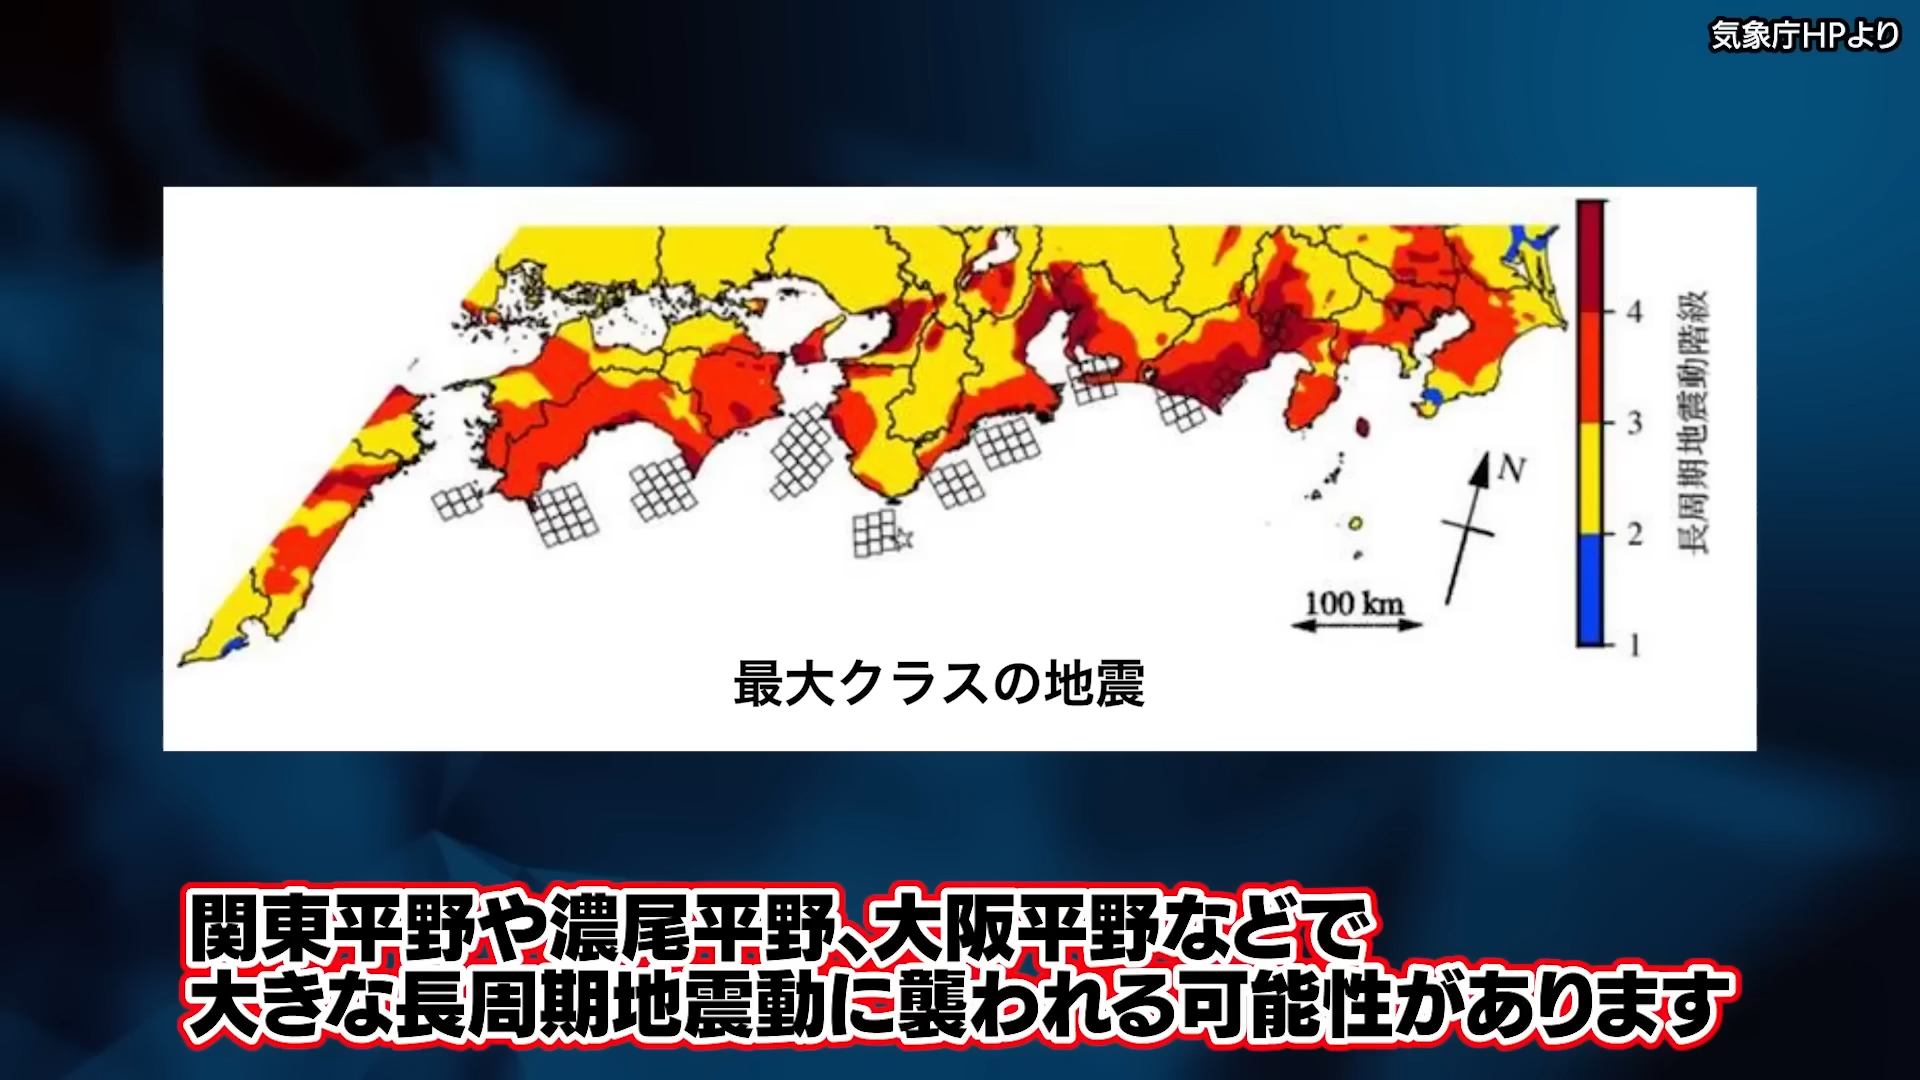 気象庁HPより
4
3
2
1
長周期地震動階級
N
100 km
最大クラスの地震
関東平野や濃尾平野、大阪平野などで
大きな長周期地震動に襲われる可能性があります